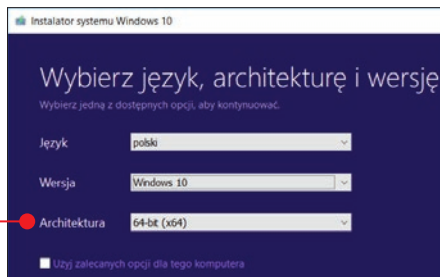 Instalator systemu Windows 10
Wybierz język, architekturę i wersję
Wybierz jedną z dostępnych opcji, aby kontynuować.
Język polski
Wersja Windows 10
Architektura 64-bit (x64)
Użyj zalecanych opcji dla tego komputera